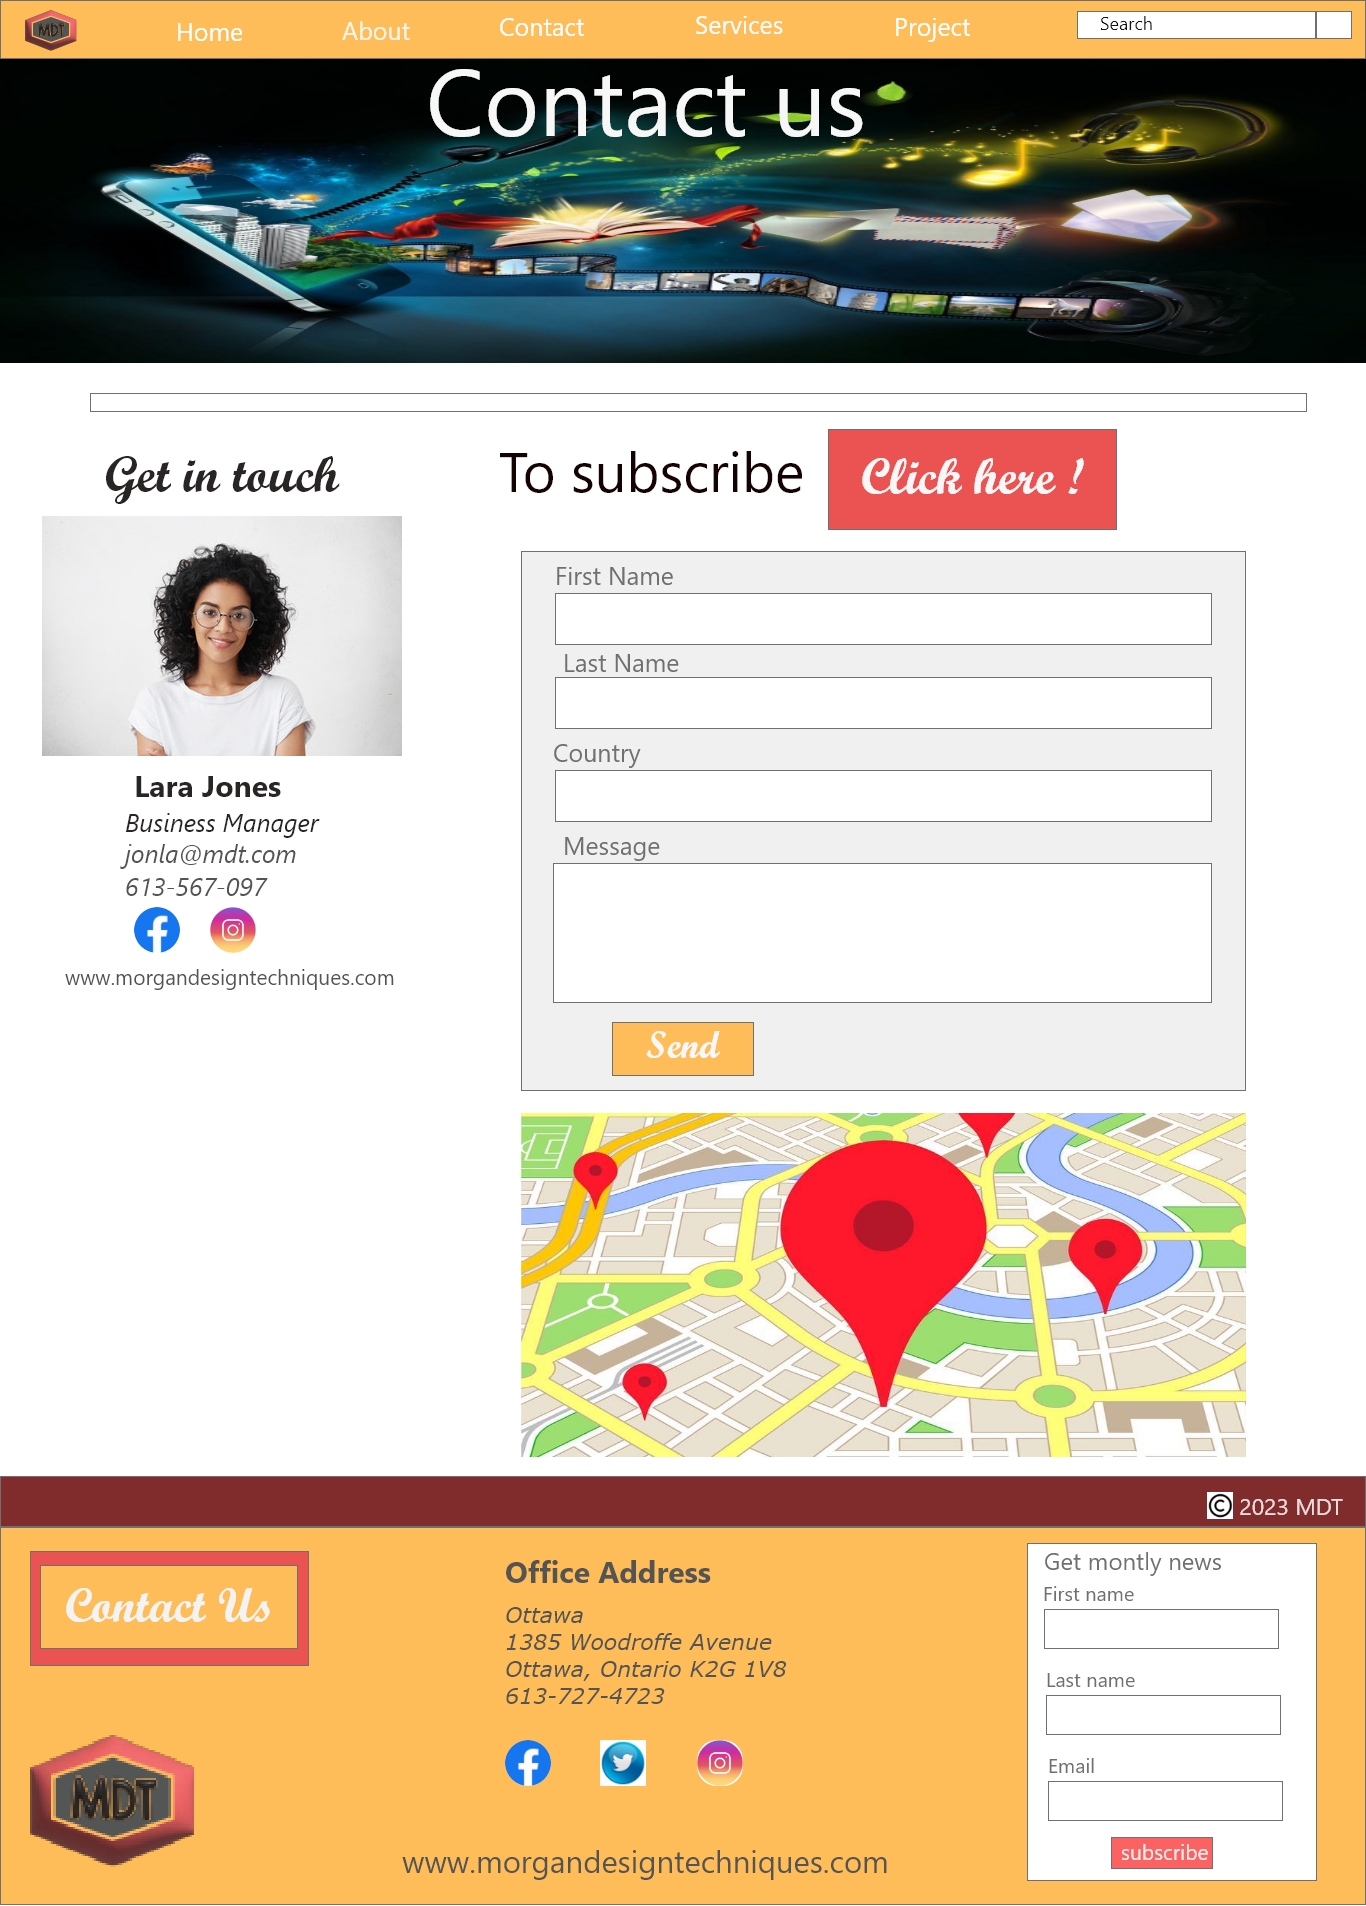 MDT
Home
About
Contact
Services
Project
Search
Contact us
Get in touch
To subscribe
Click here !
First Name
Last Name
Country
Message
Send
Lara Jones
Business Manager
jonla@mdt.com
613-567-097
www.morgandesigntechniques.com
© 2023 MDT
Contact Us
Office Address
Ottawa
1385 Woodroffe Avenue
Ottawa, Ontario K2G 1V8
613-727-4723
MDT
www.morgandesigntechniques.com
Get montly news
First name
Last name
Email
subscribe